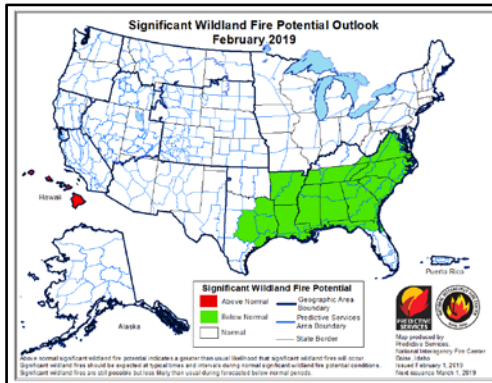 Significant Wildland Fire Potential Outlook
February 2019
Hawaii
Alaska
Puerto Rico
Significant Wildland Fire Potential
Above Normal
Below Normal
Normal
Geographic Area
Boundary
Predictive Services
Area Boundary
State Border
PREDICTIVE
SERVICES
Map produced by
Predictive Services,
National Interagency Fire Center
Boise, Idaho
Issued February 1, 2019
Next issuance March 1, 2019
Above normal significant wildland fire potential indicates a greater than usual likelihood that significant wildland fires will occur.
Significant wildland fires should be expected at typical times and intervals during normal significant wildland fire potential conditions.
Significant wildland fires are still possible but less likely than usual during forecasted below normal periods.